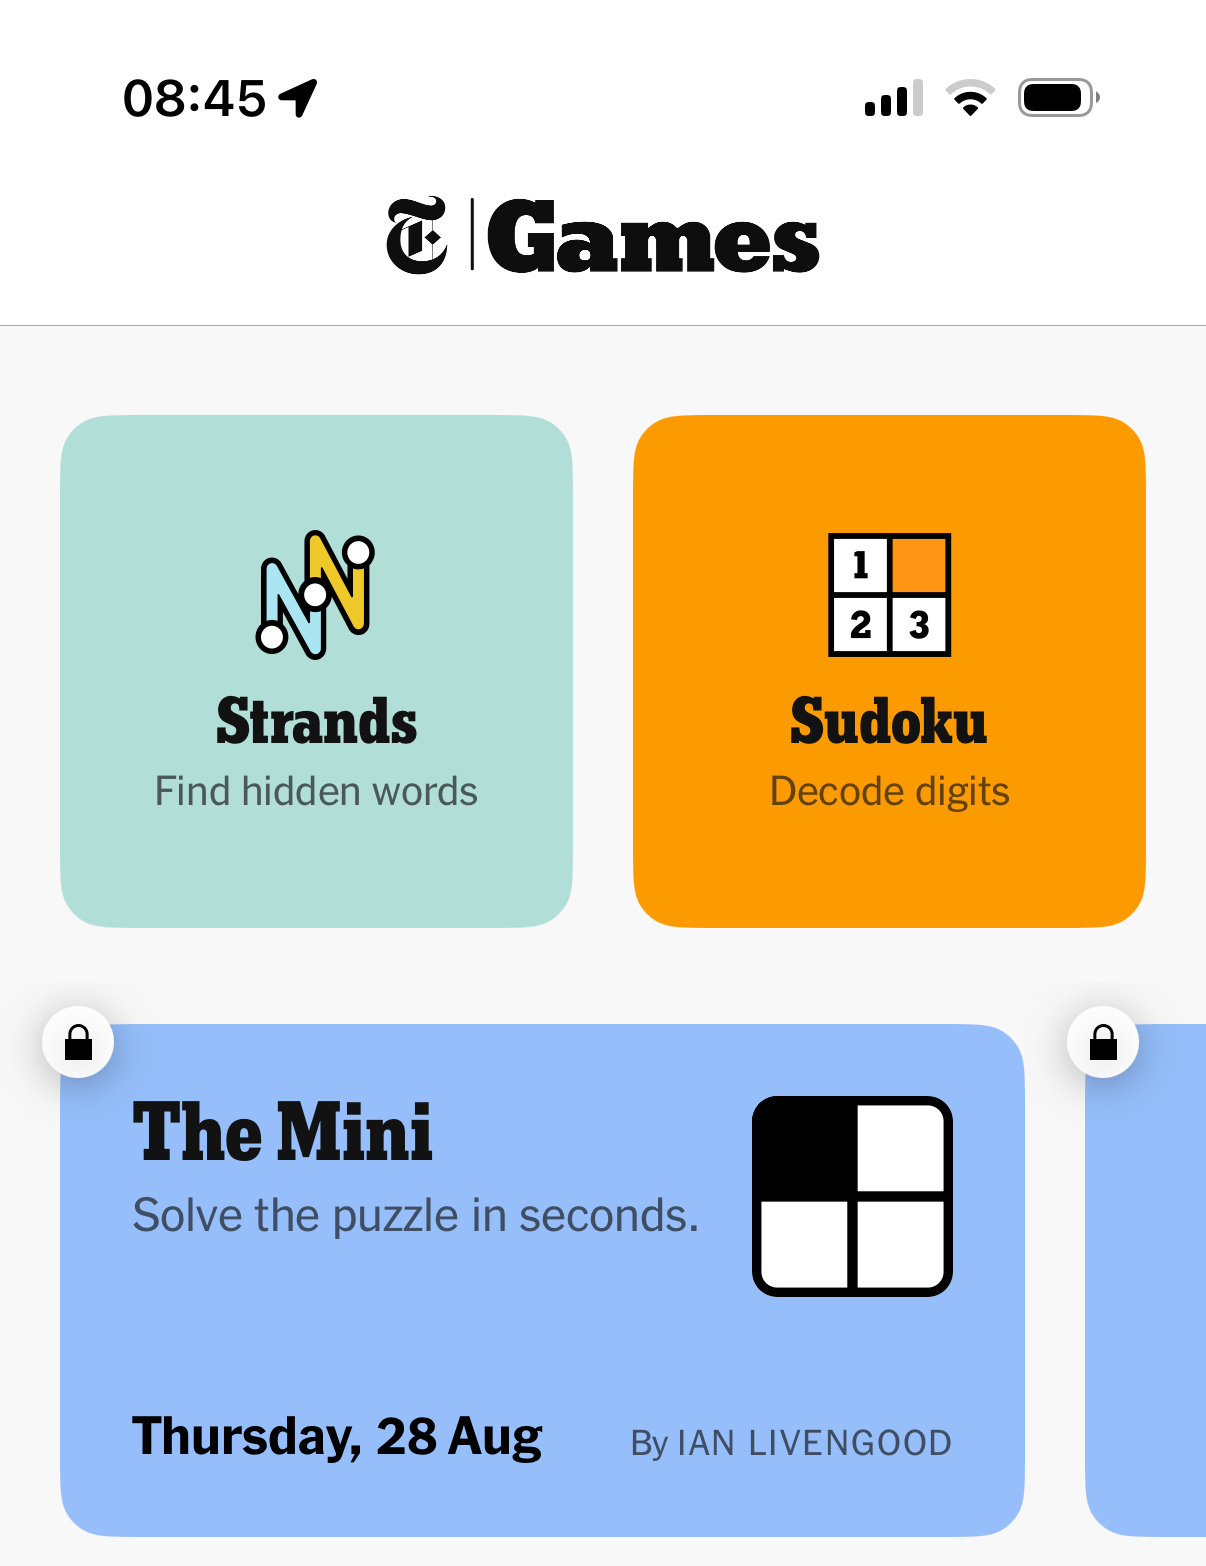 08:45
T | Games
1
2 3
Strands
Find hidden words
Sudoku
Decode digits
The Mini
Solve the puzzle in seconds.
Thursday, 28 Aug
By IAN LIVENGOOD